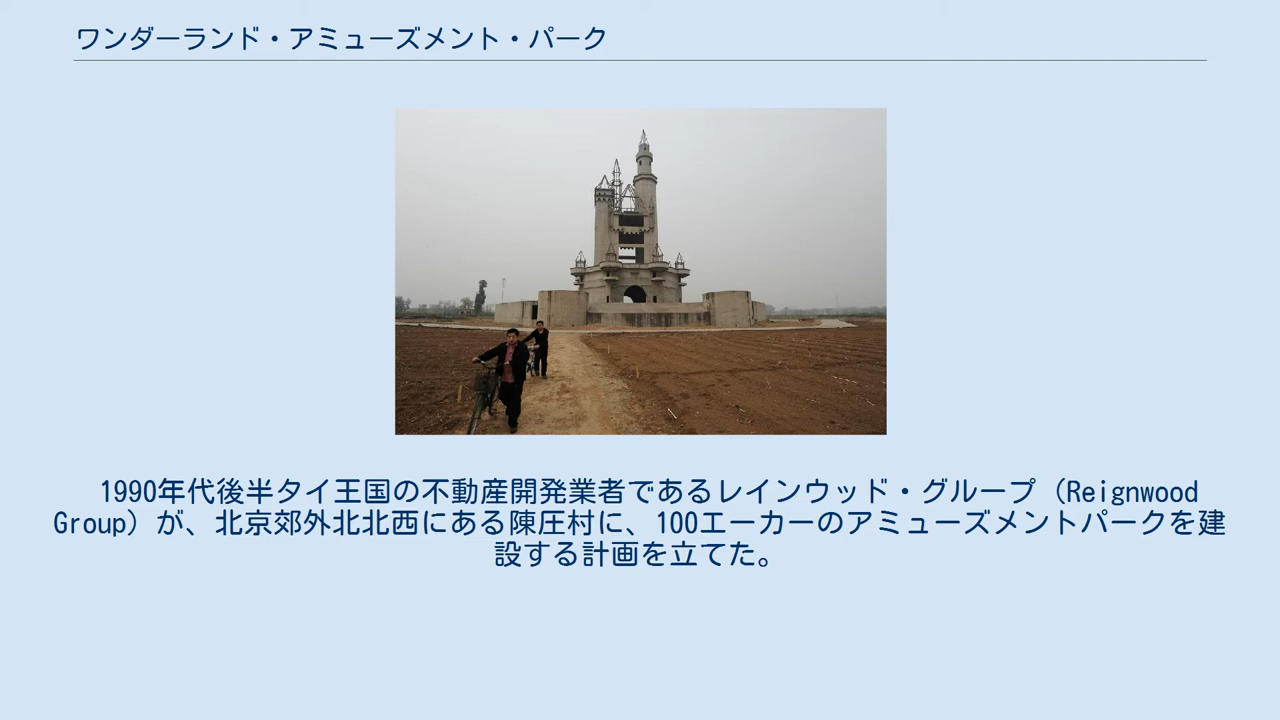 ワンダーランド・アミューズメント・パーク
1990年代後半タイ王国の不動産開発業者であるレインウッド・グループ（Reignwood
Group）が、北京郊外北北西にある陳圧村に、100エーカーのアミューズメントパークを建
設する計画を立てた。